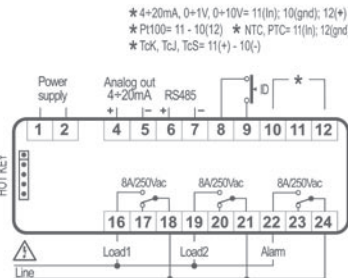 * 4÷20mA, 0÷1V, 0÷10V= 11(In); 10(gnd); 12(+)
* Pt100= 11 - 10(12) * NTC, PTC= 11(In); 12(gnd)
* TcK, TcJ, TcS= 11(+) - 10(-)
Power supply
Analog out 4÷20mA
RS485
ID
*
+ - + -
1 2 4 5 6 7 8 9 10 11 12
HOT KEY
8A/250Vac 8A/250Vac 8A/250Vac
16 17 18 19 20 21 22 23 24
Load1 Load2 Alarm
Line